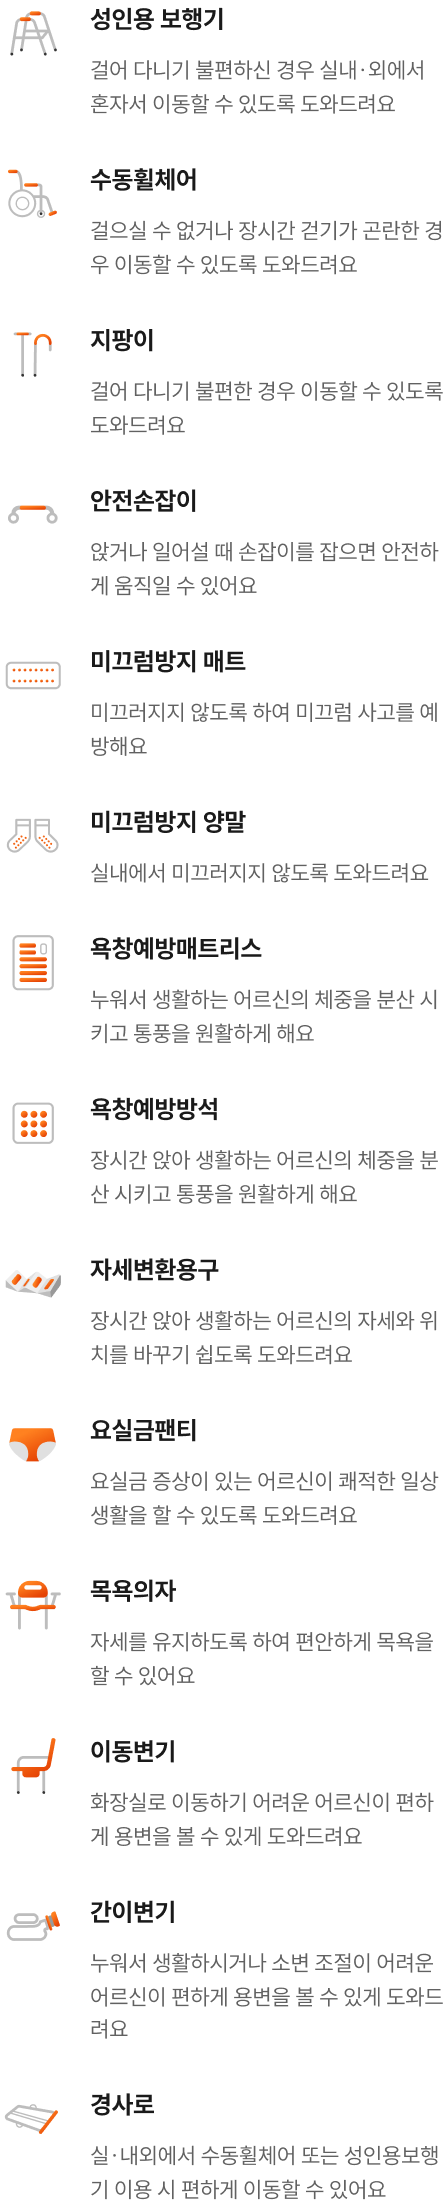 성인용 보행기
걸어 다니기 불편하신 경우 실내·외에서
혼자서 이동할 수 있도록 도와드려요
수동휠체어
걸으실 수 없거나 장시간 걷기가 곤란한 경
우 이동할 수 있도록 도와드려요
지팡이
걸어 다니기 불편한 경우 이동할 수 있도록
도와드려요
안전손잡이
앉거나 일어설 때 손잡이를 잡으면 안전하
게 움직일 수 있어요
미끄럼방지 매트
미끄러지지 않도록 하여 미끄럼 사고를 예
방해요
미끄럼방지 양말
실내에서 미끄러지지 않도록 도와드려요
욕창예방매트리스
누워서 생활하는 어르신의 체중을 분산 시
키고 통풍을 원활하게 해요
욕창예방방석
장시간 앉아 생활하는 어르신의 체중을 분
산 시키고 통풍을 원활하게 해요
자세변환용구
장시간 앉아 생활하는 어르신의 자세와 위
치를 바꾸기 쉽도록 도와드려요
요실금팬티
요실금 증상이 있는 어르신이 쾌적한 일상
생활을 할 수 있도록 도와드려요
목욕의자
자세를 유지하도록 하여 편안하게 목욕을
할 수 있어요
이동변기
화장실로 이동하기 어려운 어르신이 편하
게 용변을 볼 수 있게 도와드려요
간이변기
누워서 생활하시거나 소변 조절이 어려운
어르신이 편하게 용변을 볼 수 있게 도와드
려요
경사로
실·내외에서 수동휠체어 또는 성인용보행
기 이용 시 편하게 이동할 수 있어요